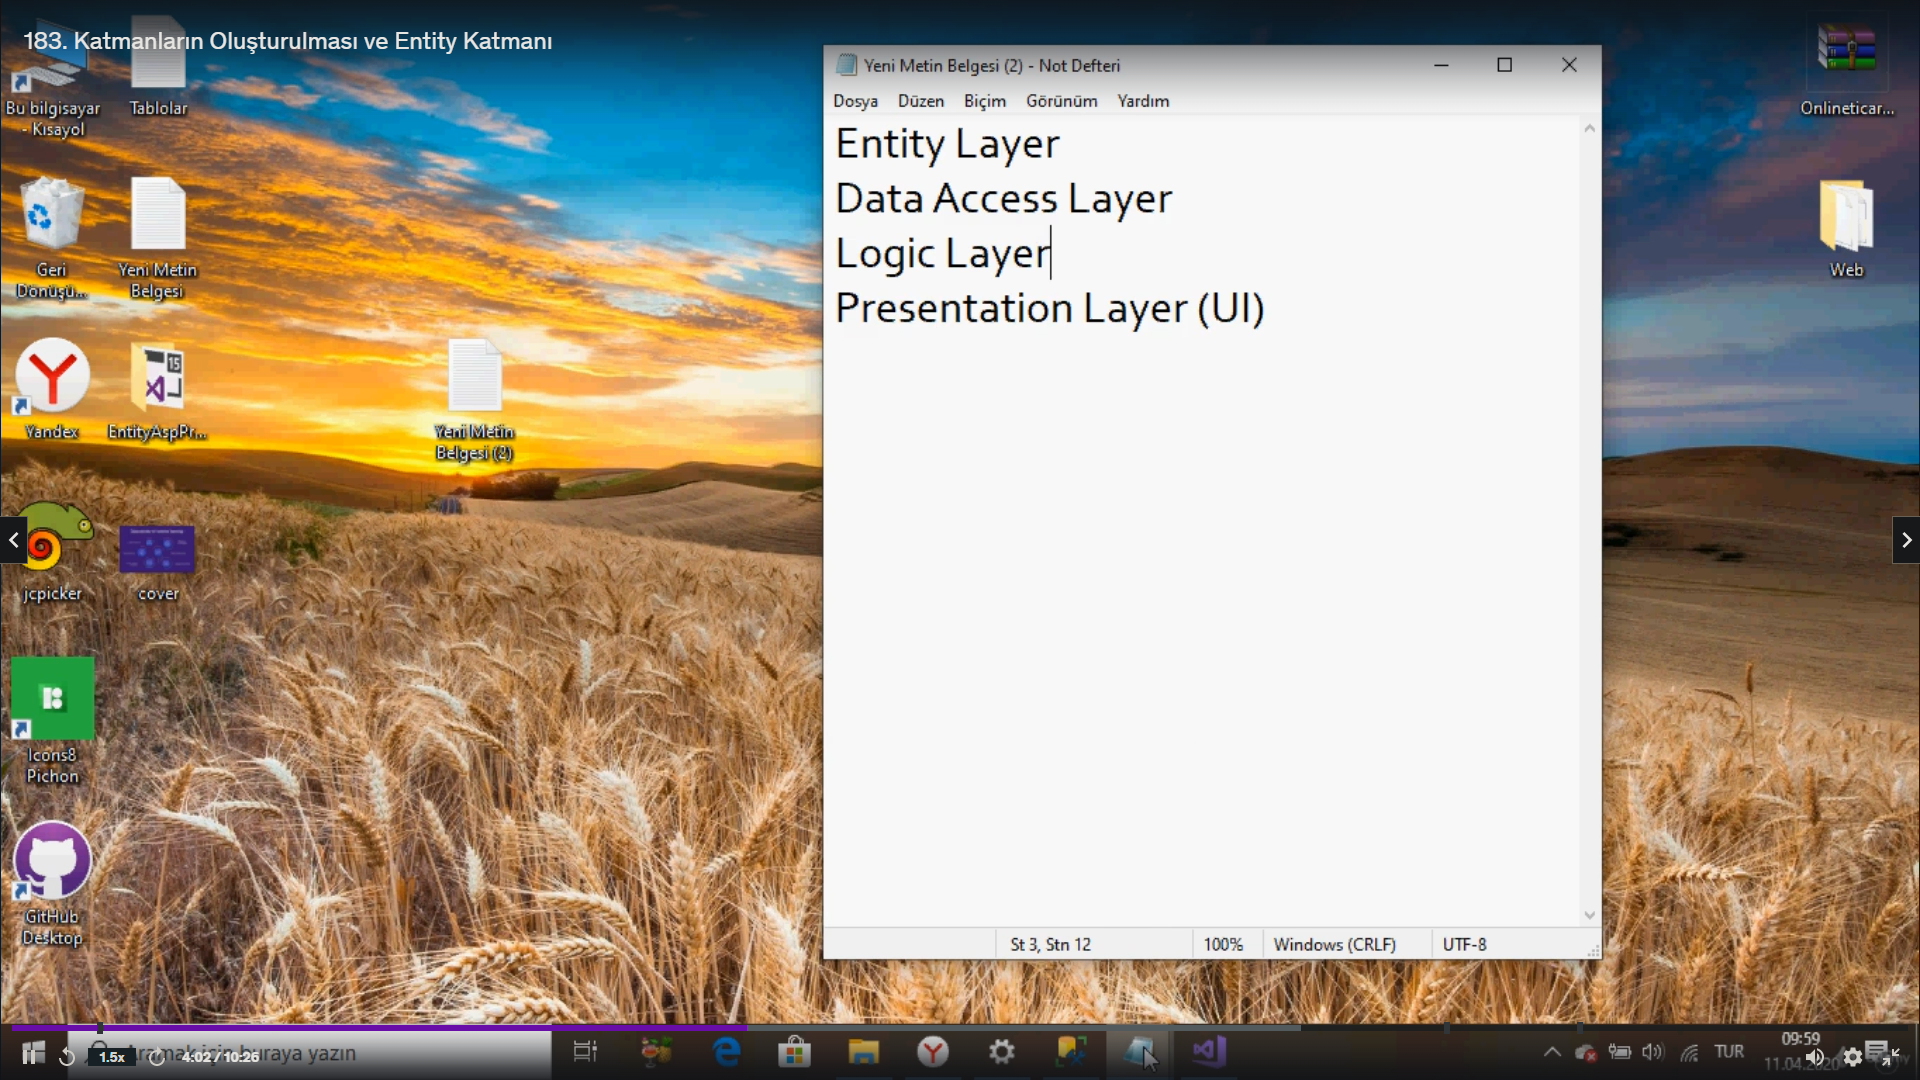 183. Katmanların Oluşturulması ve Entity Katmanı
Bu bilgisayar
- Kısayol
Tablolar
Geri
Dönüşü...
Yeni Metin
Belgesi
Yandex
EntityAspPr...
Yeni Metin
Belgesi (2)
jcpicker
cover
Icons8
Pichon
GitHub
Desktop
Yeni Metin Belgesi (2) - Not Defteri
Dosya Düzen Biçim Görünüm Yardım
Entity Layer
Data Access Layer
Logic Layer
Presentation Layer (UI)
St 3, Stn 12 100% Windows (CRLF) UTF-8
Onlineticar...
Web
Aramak için buraya yazın
1.5x 4:02 / 10:26
TUR
09:59
11.04.2020